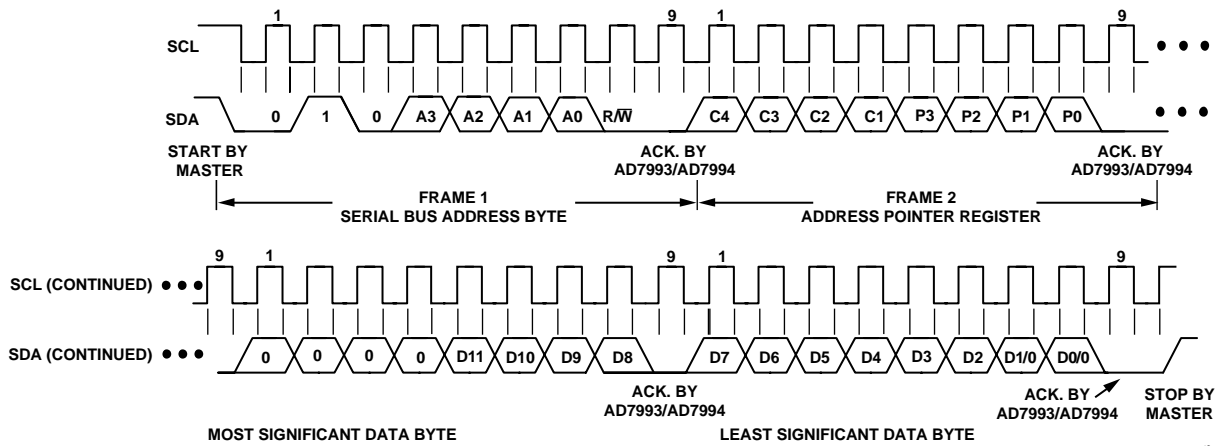 1 9 1 9
SCL
SDA 0 1 0 A3 A2 A1 A0 R/W̅ C4 C3 C2 C1 P3 P2 P1 P0
START BY MASTER
ACK. BY AD7993/AD7994
ACK. BY AD7993/AD7994
FRAME 1
SERIAL BUS ADDRESS BYTE
FRAME 2
ADDRESS POINTER REGISTER
9 1 9 1 9
SCL (CONTINUED)
SDA (CONTINUED) 0 0 0 0 D11 D10 D9 D8 D7 D6 D5 D4 D3 D2 D1/0 D0/0
ACK. BY
AD7993/AD7994
ACK. BY
AD7993/AD7994
STOP BY
MASTER
MOST SIGNIFICANT DATA BYTE
LEAST SIGNIFICANT DATA BYTE